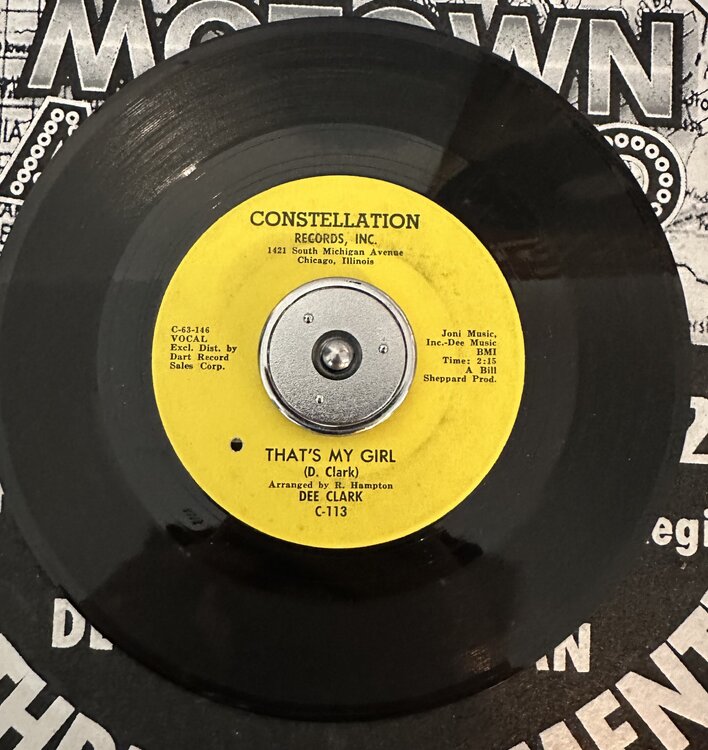 MOTOWN
CONSTELLATION
RECORDS, INC.
1421 South Michigan Avenue
Chicago, Illinois
C-63-146
VOCAL
Excl. Dist. by
Dart Record
Sales Corp.
Joni Music,
Inc.-Dee Music
BMI
Time: 2:15
A Bill
Sheppard Prod.
THAT'S MY GIRL
(D. Clark)
Arranged by R. Hampton
DEE CLARK
C-113